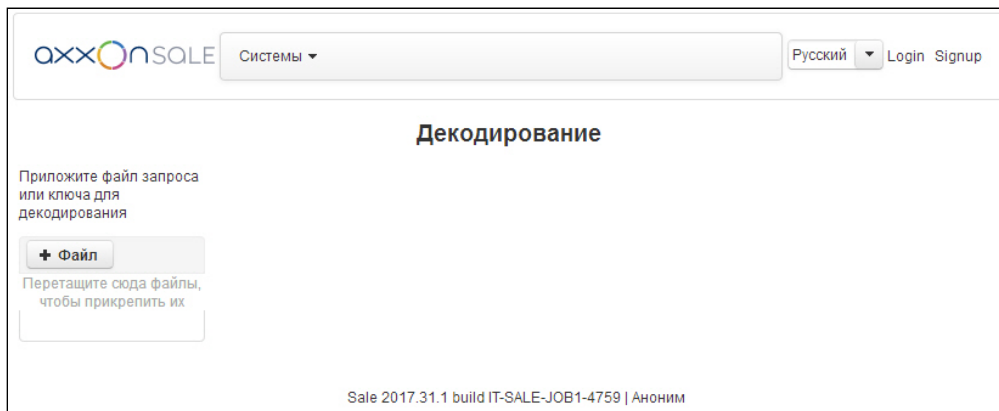 axxOnSALE
Системы
Русский
Login Signup
Декодирование
Приложите файл запроса
или ключа для
декодирования
+ Файл
Перетащите сюда файлы,
чтобы прикрепить их
Sale 2017.31.1 build IT-SALE-JOB1-4759 | Аноним